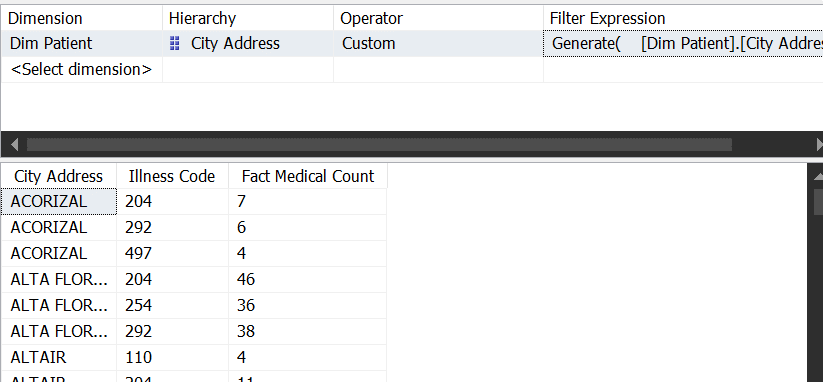 Dimension Hierarchy Operator Filter Expression
Dim Patient City Address Custom Generate( [Dim Patient].[City Addre
<Select dimension>
City Address Illness Code Fact Medical Count
ACORIZAL 204 7
ACORIZAL 292 6
ACORIZAL 497 4
ALTA FLOR... 204 46
ALTA FLOR... 254 36
ALTA FLOR... 292 38
ALTAIR 110 4
ALTAIR 204 11